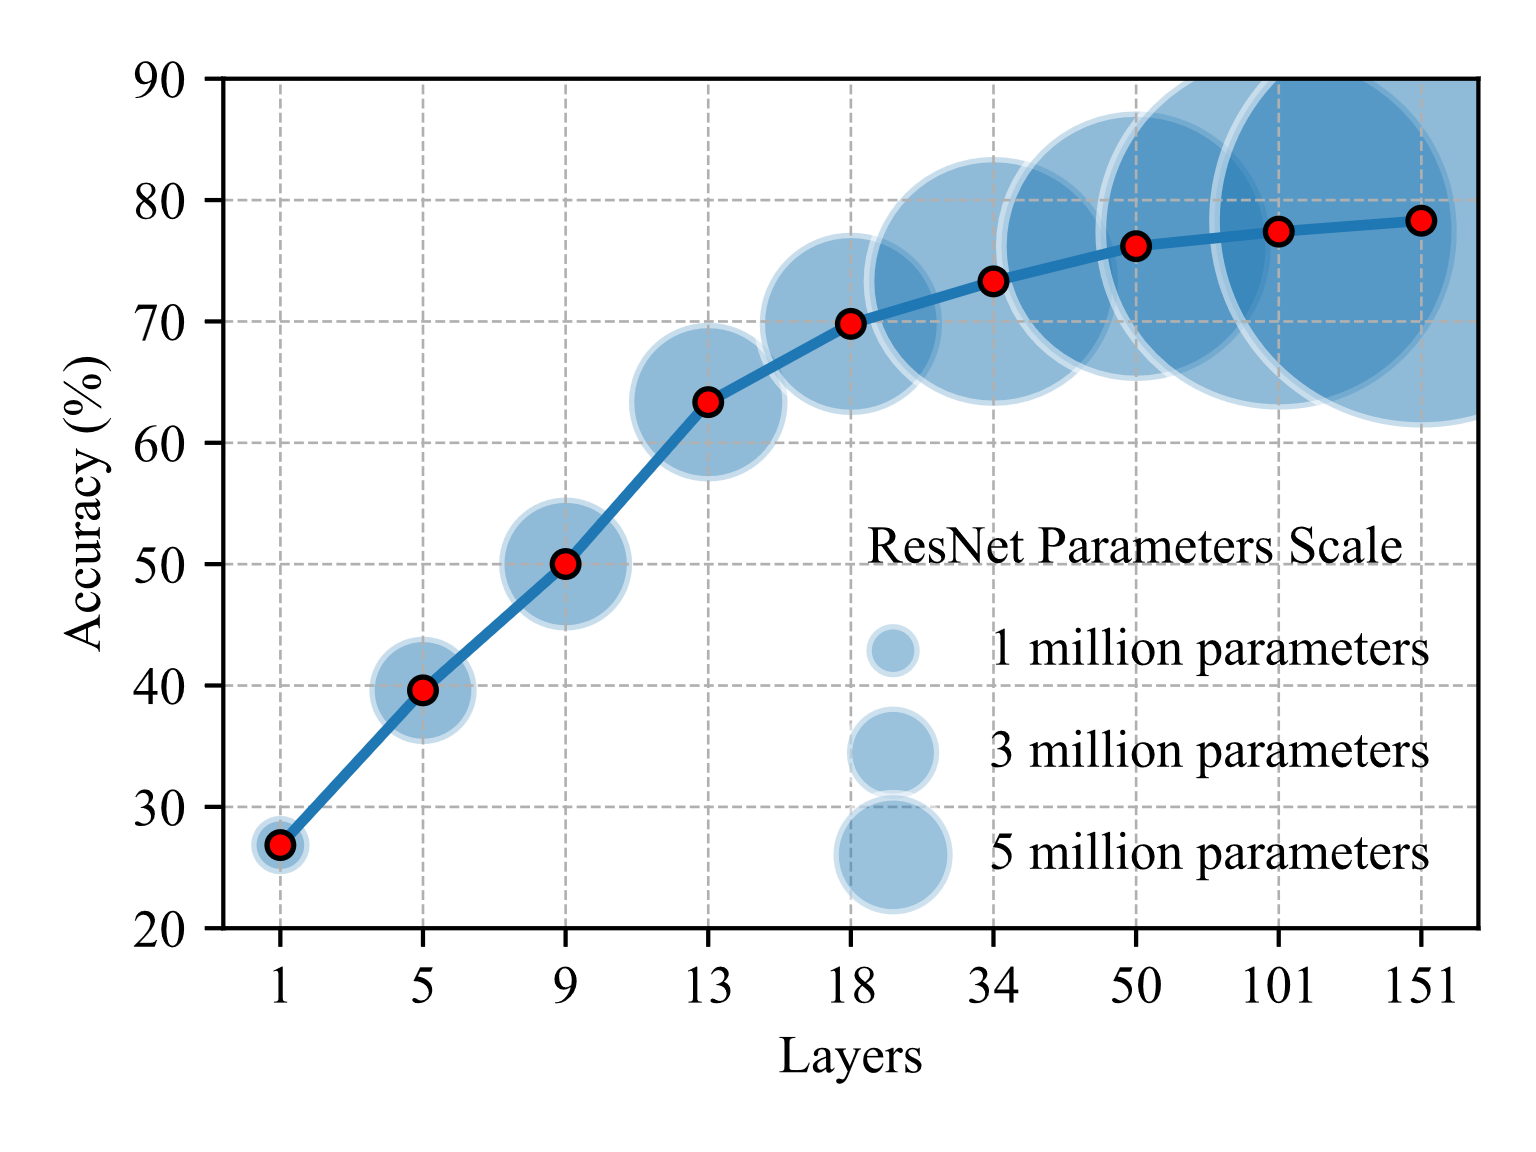 90
80
70
60
50
40
30
20
Accuracy (%)
ResNet Parameters Scale
1 million parameters
3 million parameters
5 million parameters
1 5 9 13 18 34 50 101 151
Layers